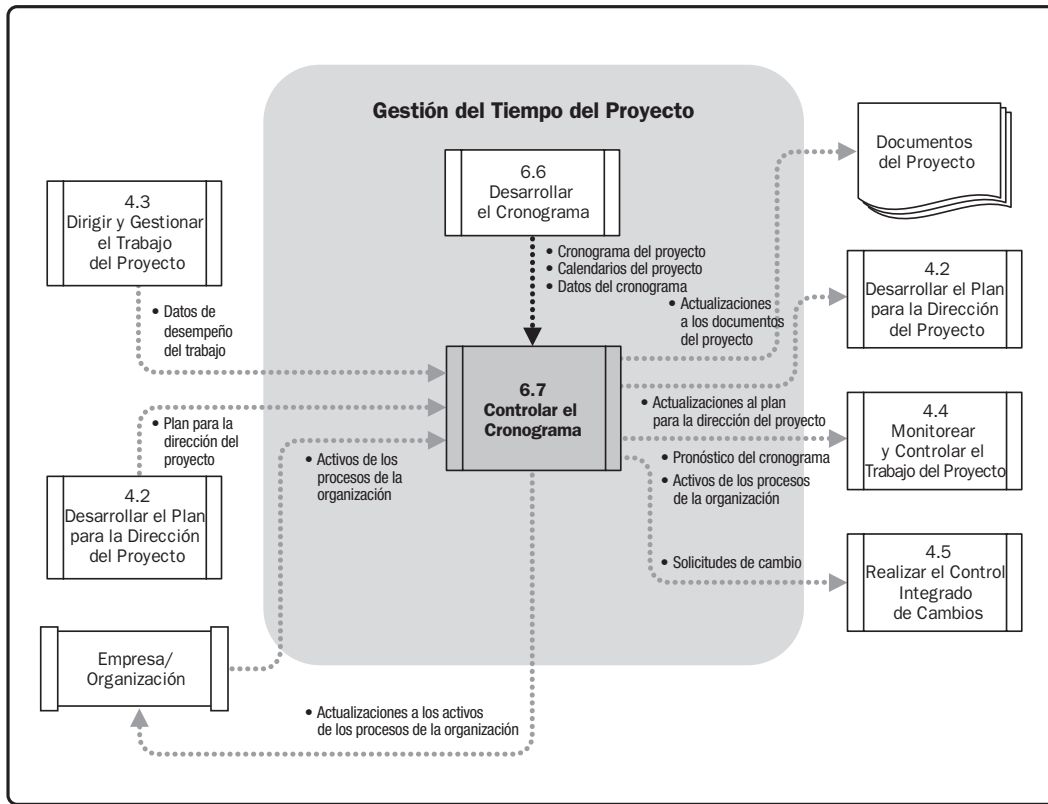 Gestión del Tiempo del Proyecto
Documentos
del Proyecto
6.6
Desarrollar
el Cronograma
4.3
Dirigir y Gestionar
el Trabajo
del Proyecto
• Cronograma del proyecto
• Calendarios del proyecto
• Datos del cronograma
4.2
Desarrollar el Plan
para la Dirección
del Proyecto
• Datos de
desempeño
del trabajo
• Actualizaciones
a los documentos
del proyecto
6.7
Controlar el
Cronograma
• Plan para la
dirección del
proyecto
• Actualizaciones al plan
para la dirección del proyecto
4.4
Monitorear
y Controlar el
Trabajo del Proyecto
• Activos de los
procesos de la
organización
• Pronóstico del cronograma
• Activos de los procesos
de la organización
4.2
Desarrollar el Plan
para la Dirección
del Proyecto
• Solicitudes de cambio
4.5
Realizar el Control
Integrado
de Cambios
Empresa/
Organización
• Actualizaciones a los activos
de los procesos de la organización